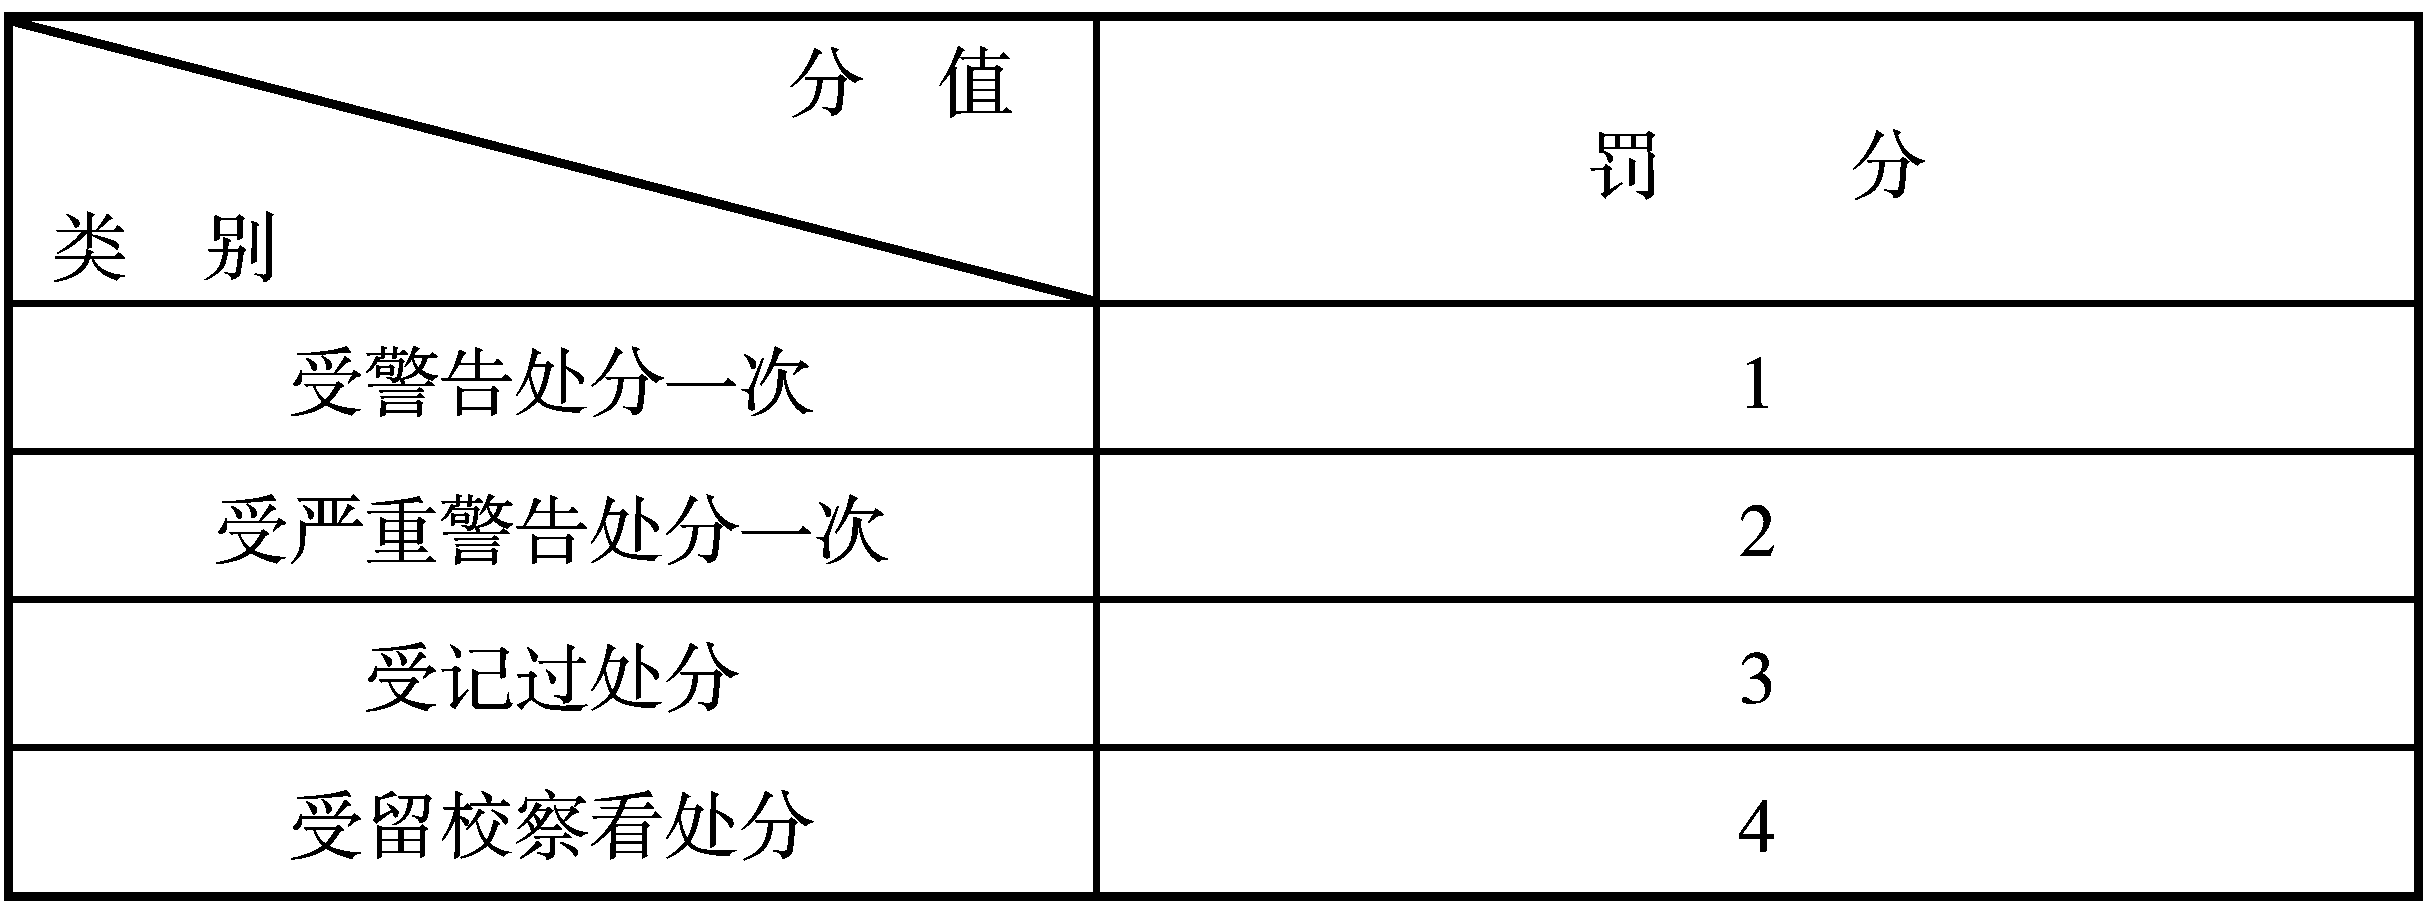 分 值
类 别
罚 分
受警告处分一次
1
受严重警告处分一次
2
受记过处分
3
受留校察看处分
4